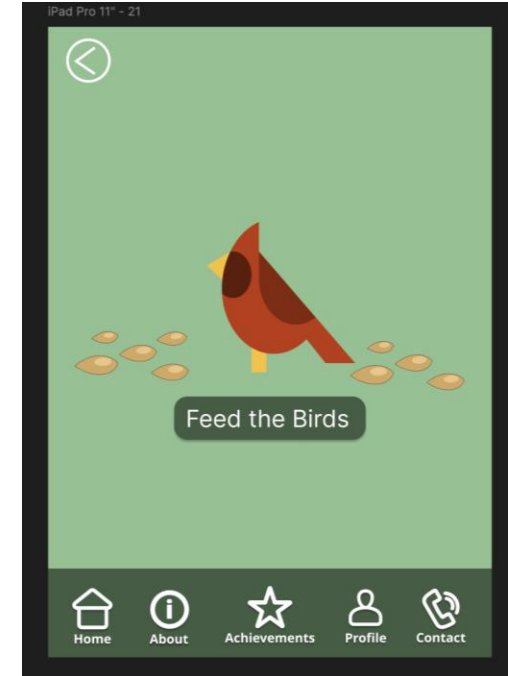 iPad Pro 11" - 21
Feed the Birds
Home About Achievements Profile Contact